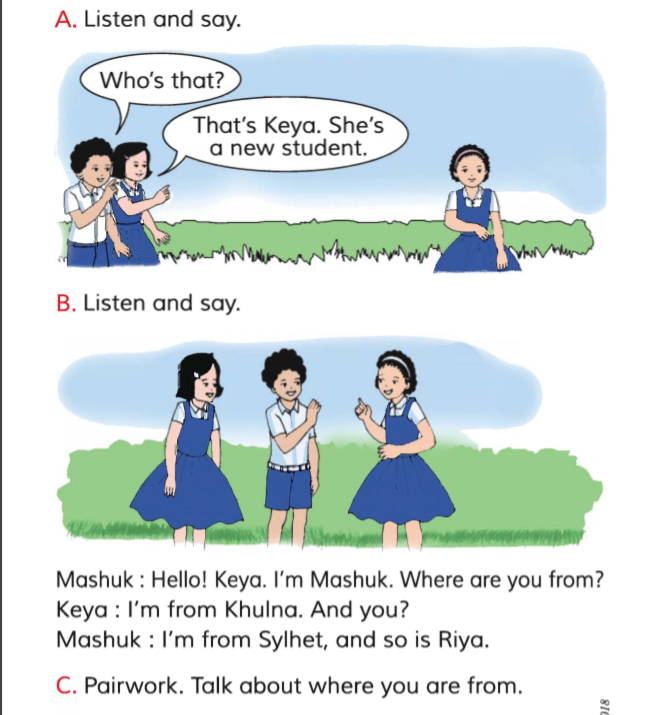 A. Listen and say.
Who's that?
That's Keya. She's
a new student.
B. Listen and say.
Mashuk : Hello! Keya. I'm Mashuk. Where are you from?
Keya : I'm from Khulna. And you?
Mashuk : I'm from Sylhet, and so is Riya.
C. Pairwork. Talk about where you are from.